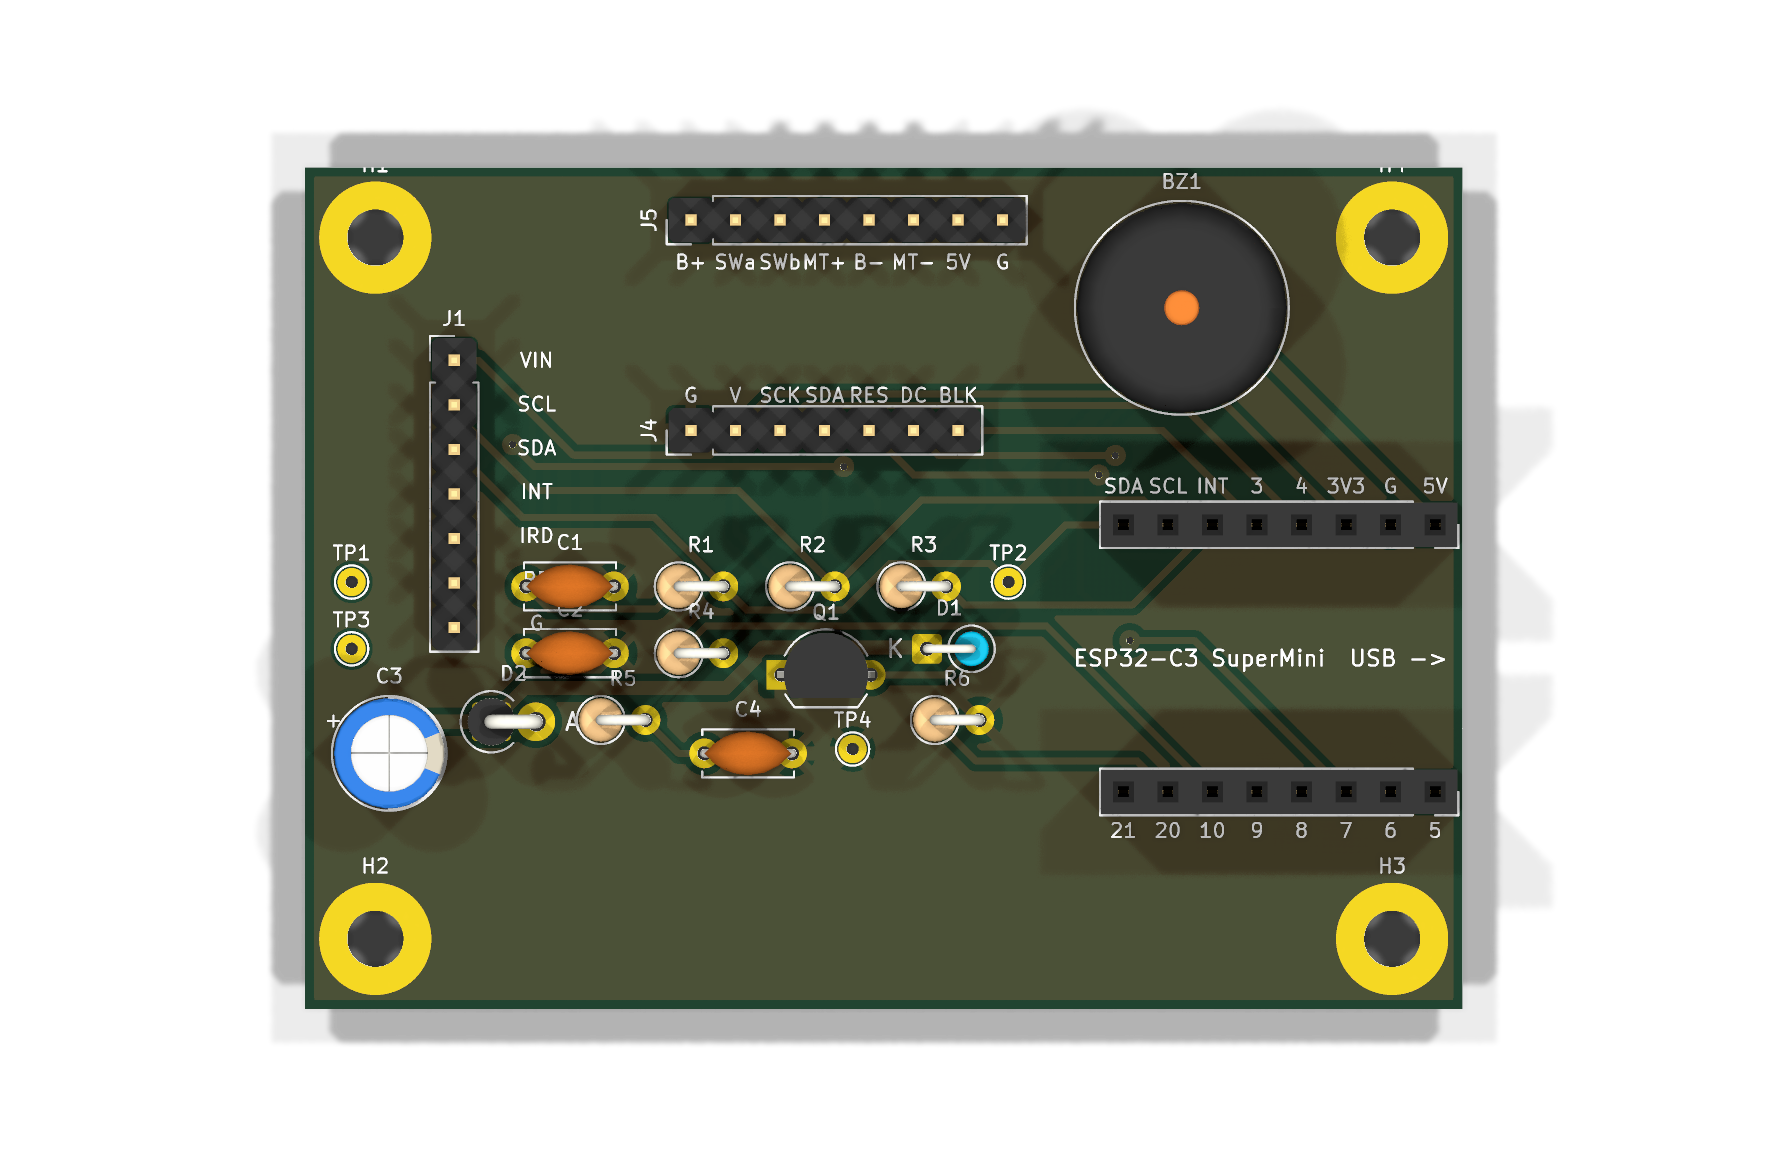 BZ1
J5
B+ SWa SWb MT+ B- MT- 5V G
J1
VIN
SCL
SDA
INT
IRD
G
G V SCK SDA RES DC BLK
J4
SDA SCL INT 3 4 3V3 G 5V
C1
R1
R2
R3
TP1
TP2
TP3
C2
R4
Q1
D1
K
ESP32-C3 SuperMini USB ->
C3
+
D2
A
R5
R6
C4
TP4
21 20 10 9 8 7 6 5
H2
H3